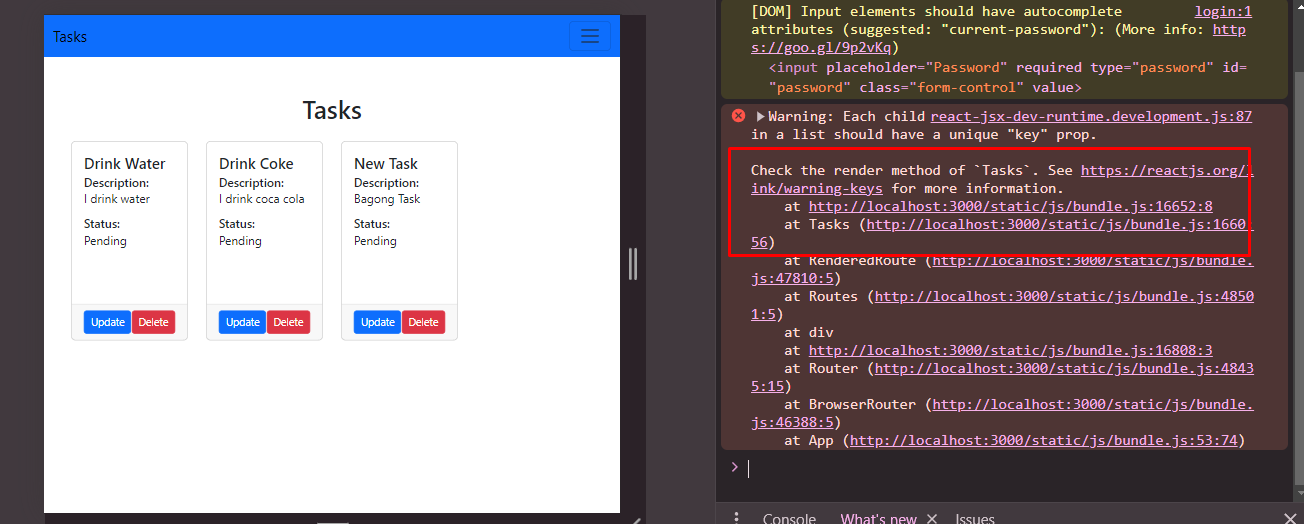 Tasks
Tasks
Drink Water
Description:
I drink water
Status:
Pending
Update Delete
Drink Coke
Description:
I drink coca cola
Status:
Pending
Update Delete
New Task
Description:
Bagong Task
Status:
Pending
Update Delete
[DOM] Input elements should have autocomplete login:1
attributes (suggested: "current-password"): (More info: http
s://goo.gl/9p2vKq)
<input placeholder="Password" required type="password" id=
"password" class="form-control" value>
Warning: Each child react-jsx-dev-runtime.development.js:87
in a list should have a unique "key" prop.
Check the render method of `Tasks`. See https://reactjs.org/l
ink/warning-keys for more information.
at http://localhost:3000/static/js/bundle.js:16652:8
at Tasks (http://localhost:3000/static/js/bundle.js:1660:
56)
at RenderedRoute (http://localhost:3000/static/js/bundle.
js:47810:5)
at Routes (http://localhost:3000/static/js/bundle.js:4850
1:5)
at div
at http://localhost:3000/static/js/bundle.js:16808:3
at Router (http://localhost:3000/static/js/bundle.js:4843
5:15)
at BrowserRouter (http://localhost:3000/static/js/bundle.
js:46388:5)
at App (http://localhost:3000/static/js/bundle.js:53:74)
Console What's new Issues